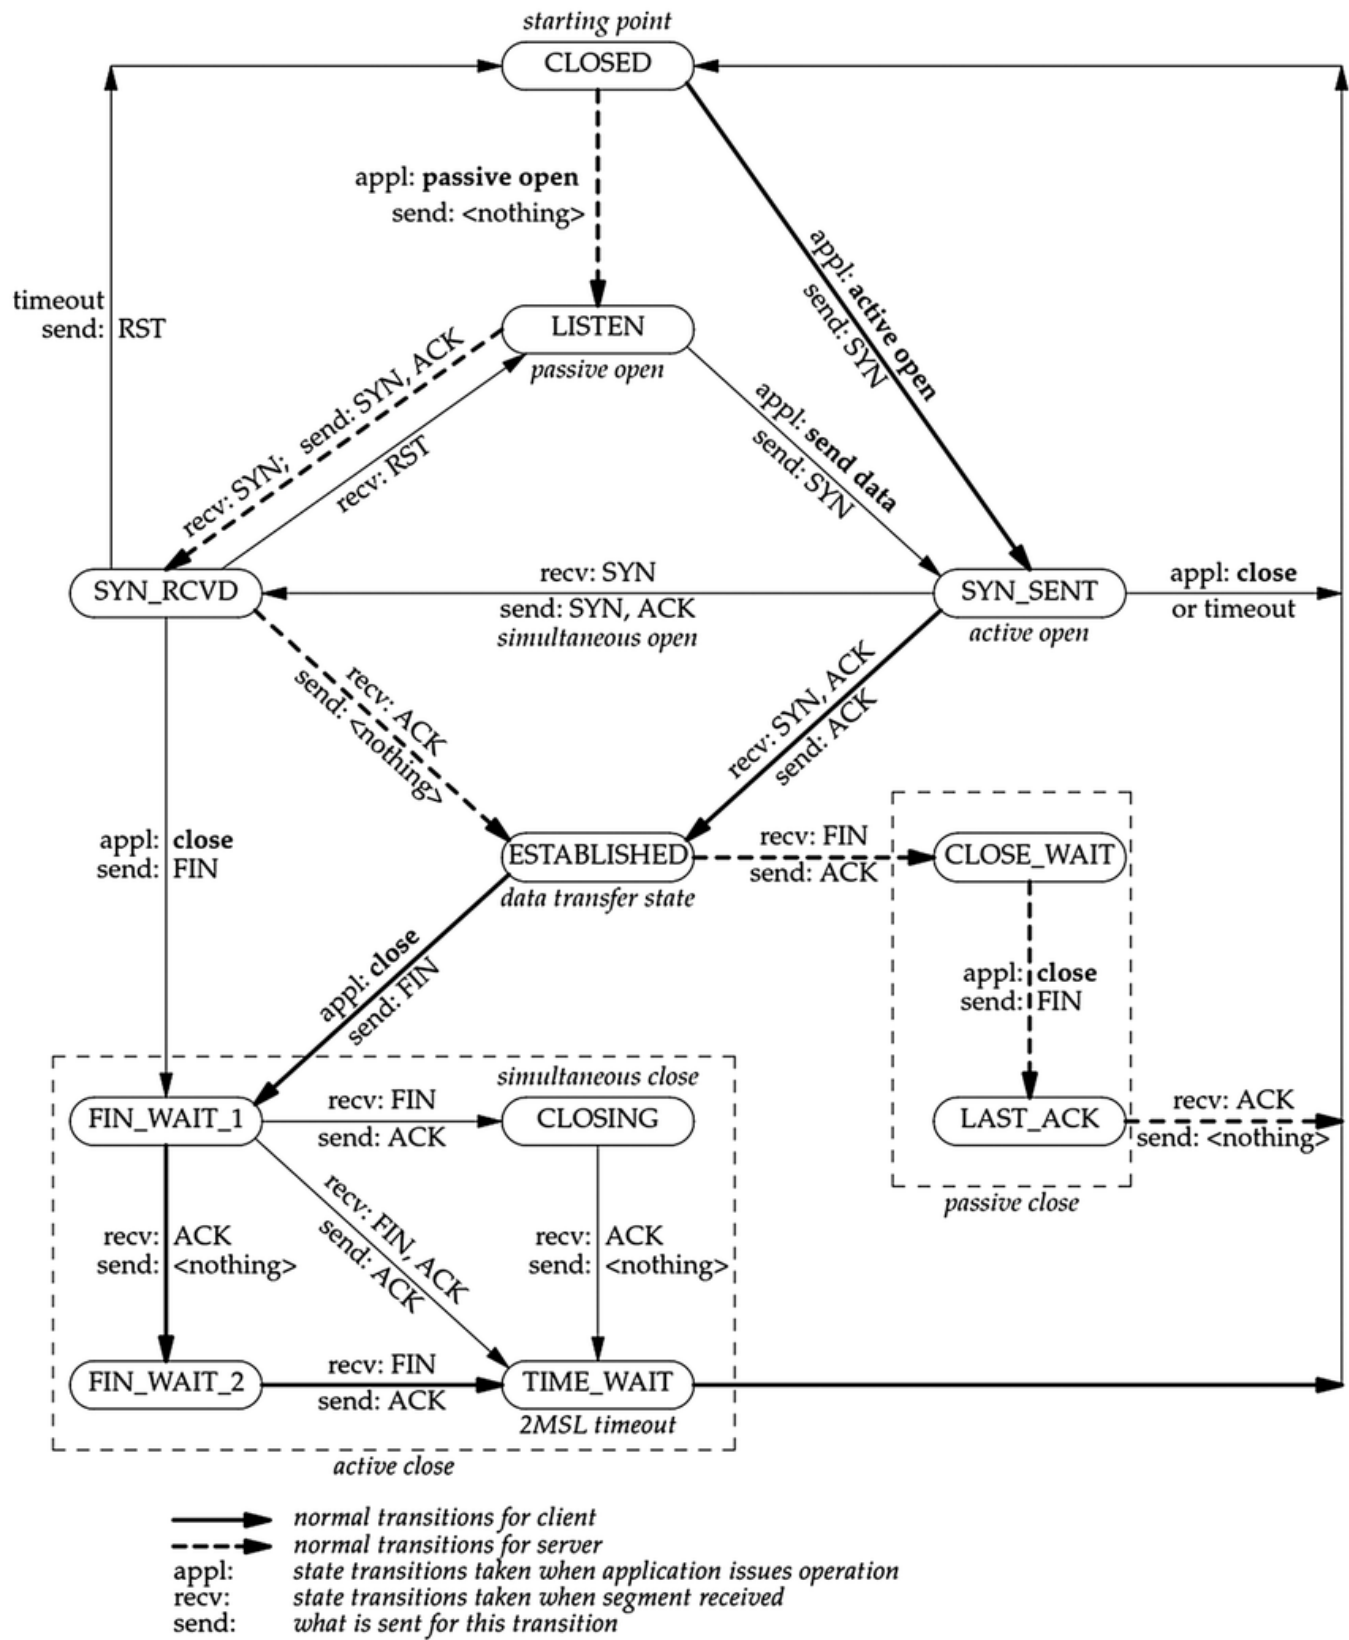 starting point
CLOSED
appl: passive open
send: <nothing>
appl: active open
send: SYN
timeout
send: RST
LISTEN
passive open
recv: SYN; send: SYN, ACK
recv: RST
appl: send data
send: SYN
SYN_RCVD
recv: SYN
send: SYN, ACK
simultaneous open
SYN_SENT
active open
appl: close
or timeout
recv: ACK
send: <nothing>
recv: SYN, ACK
send: ACK
appl: close
send: FIN
ESTABLISHED
data transfer state
recv: FIN
send: ACK
CLOSE_WAIT
appl: close
send: FIN
appl: close
send: FIN
simultaneous close
FIN_WAIT_1
recv: FIN
send: ACK
CLOSING
LAST_ACK
recv: ACK
send: <nothing>
passive close
recv: ACK
send: <nothing>
recv: FIN, ACK
send: ACK
recv: ACK
send: <nothing>
FIN_WAIT_2
recv: FIN
send: ACK
TIME_WAIT
2MSL timeout
active close
normal transitions for client
normal transitions for server
appl: state transitions taken when application issues operation
recv: state transitions taken when segment received
send: what is sent for this transition